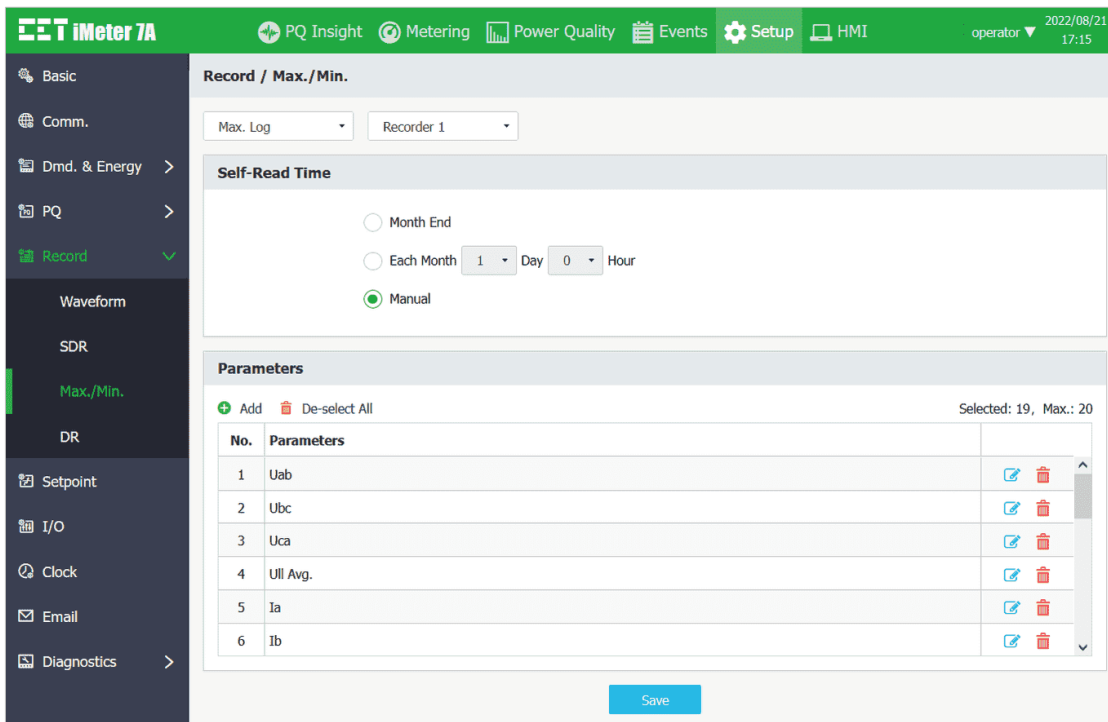 CET iMeter 7A
PQ Insight Metering Power Quality Events Setup HMI operator ▼ 2022/08/21
17:15
Basic
Comm.
Dmd. & Energy
PQ
Record
Waveform
SDR
Max./Min.
DR
Setpoint
I/O
Clock
Email
Diagnostics
Record / Max./Min.
Max. Log Recorder 1
Self-Read Time
Month End
Each Month 1 Day 0 Hour
Manual
Parameters
Add De-select All Selected: 19, Max.: 20
No. Parameters
1 Uab
2 Ubc
3 Uca
4 Ull Avg.
5 Ia
6 Ib
Save